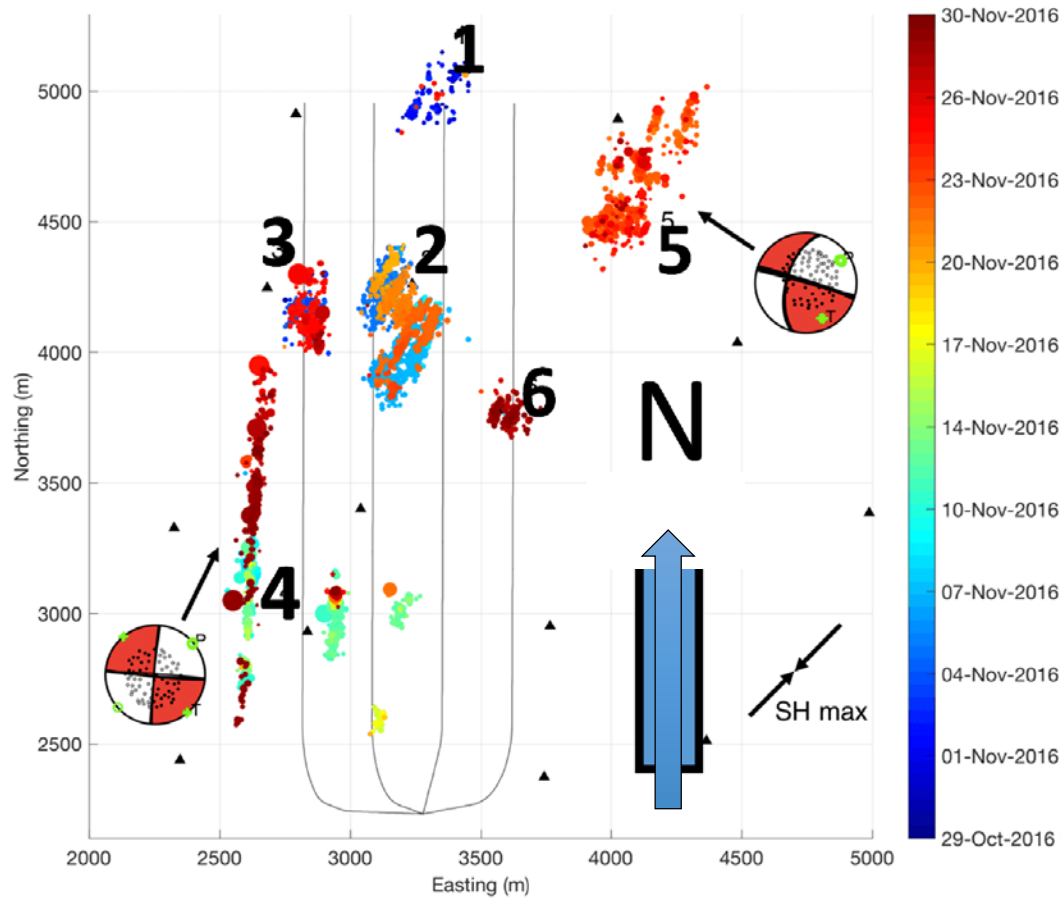 30-Nov-2016
26-Nov-2016
23-Nov-2016
20-Nov-2016
17-Nov-2016
14-Nov-2016
10-Nov-2016
07-Nov-2016
04-Nov-2016
01-Nov-2016
29-Oct-2016
5000
4500
4000
3500
3000
2500
Northing (m)
1
2
3
5
5
6
4
N
P
T
P
T
SH max
2000
2500
3000
3500
4000
4500
5000
Easting (m)